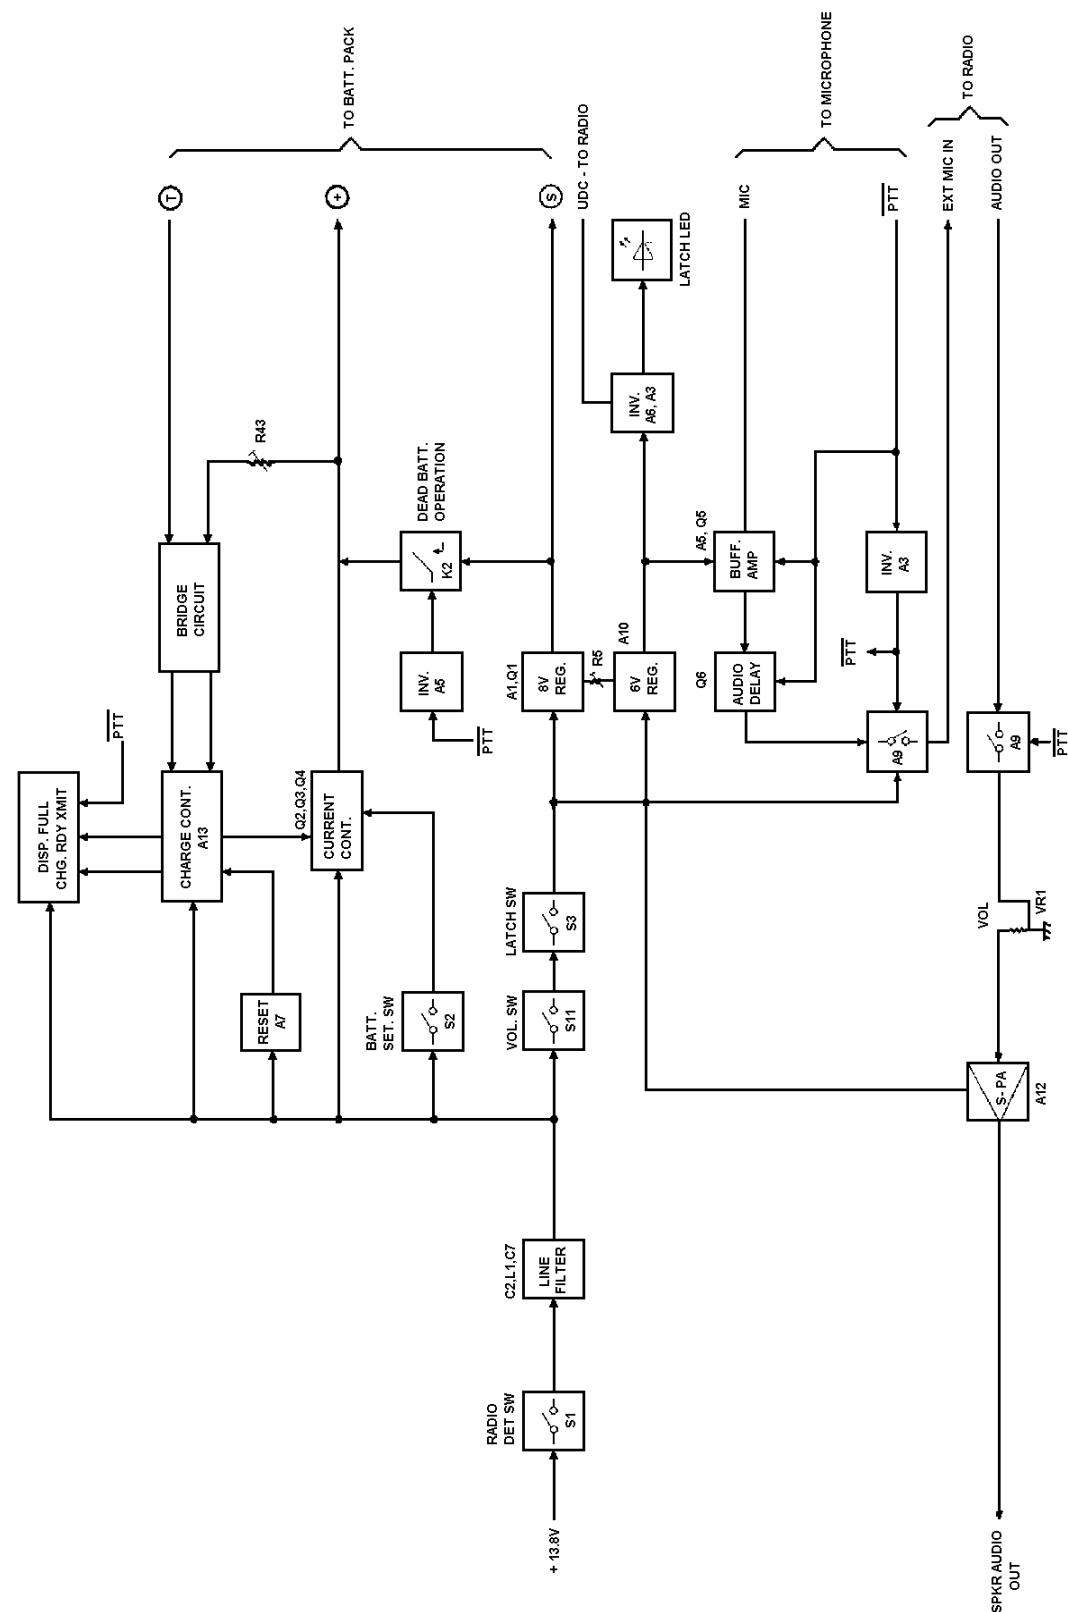 + 13.8V
RADIO
DET SW
S1
C2,L1,C7
LINE
FILTER
DISP. FULL
CHG. RDY XMIT
PTT
CHARGE CONT.
A13
RESET
A7
BATT.
SET. SW
S2
VOL. SW
S11
LATCH SW
S3
Q2,Q3,Q4
CURRENT
CONT.
BRIDGE
CIRCUIT
R43
T
+
S
TO BATT. PACK
INV.
A5
PTT
DEAD BATT.
OPERATION
K2
A1,Q1
8V
REG.
R5
A10
6V
REG.
UDC - TO RADIO
INV.
A6, A3
LATCH LED
A5, Q5
BUFF.
AMP
Q6
AUDIO
DELAY
MIC
PTT
TO MICROPHONE
INV.
A3
PTT
A9
EXT MIC IN
AUDIO OUT
TO RADIO
A9
PTT
VOL
VR1
S- PA
A12
SPKR AUDIO
OUT